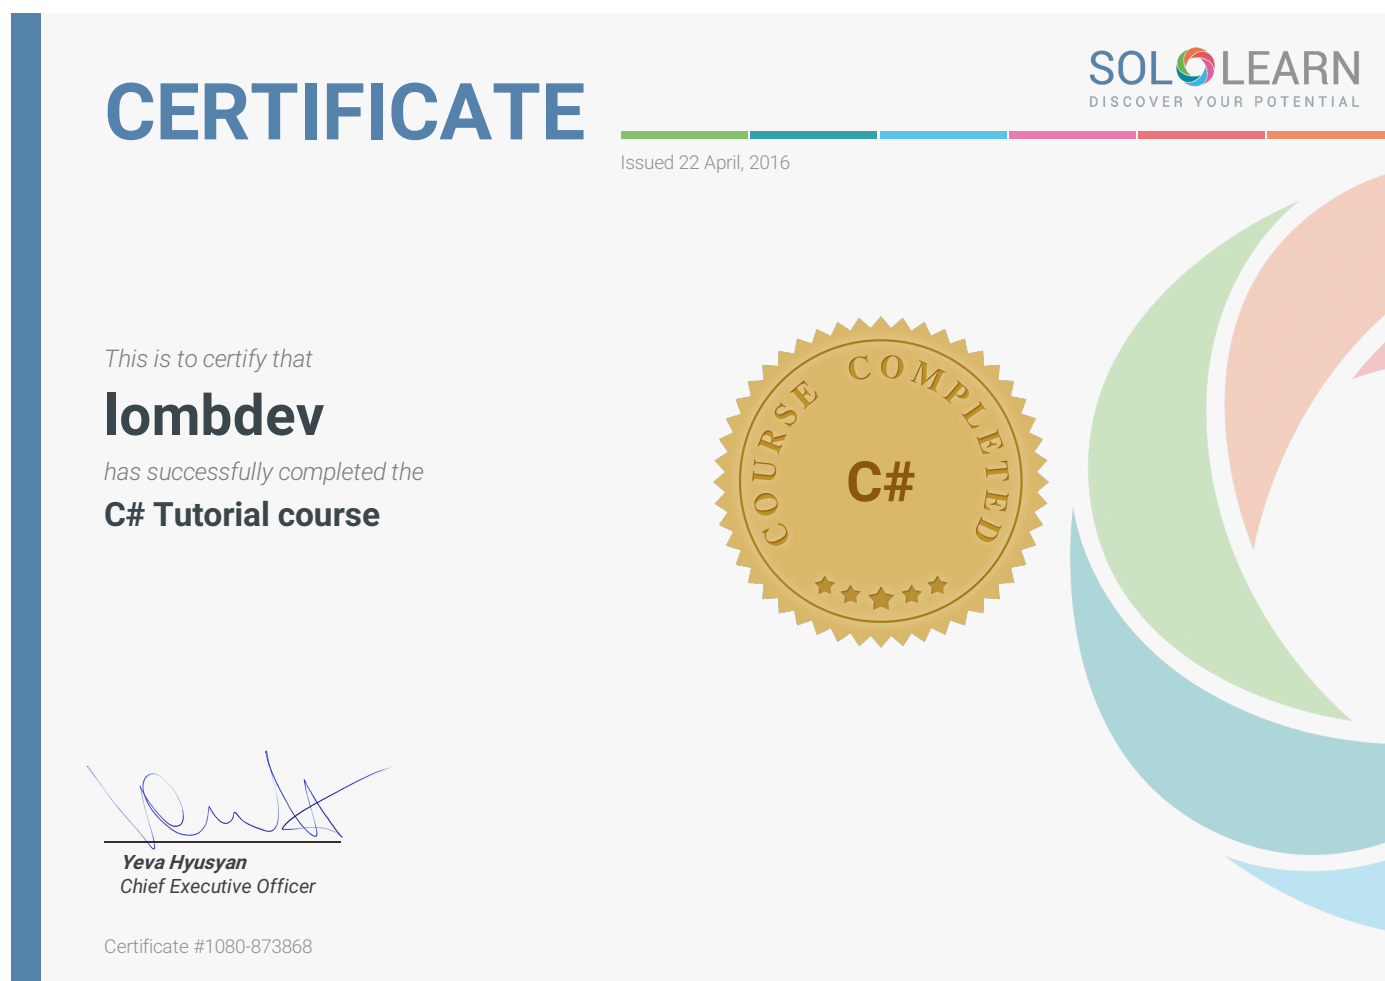 CERTIFICATE
SOLOLEARN
DISCOVER YOUR POTENTIAL
Issued 22 April, 2016
This is to certify that
lombdev
has successfully completed the
C# Tutorial course
COURSE COMPLETED
C#
Yeva Hyusyan
Chief Executive Officer
Certificate #1080-873868